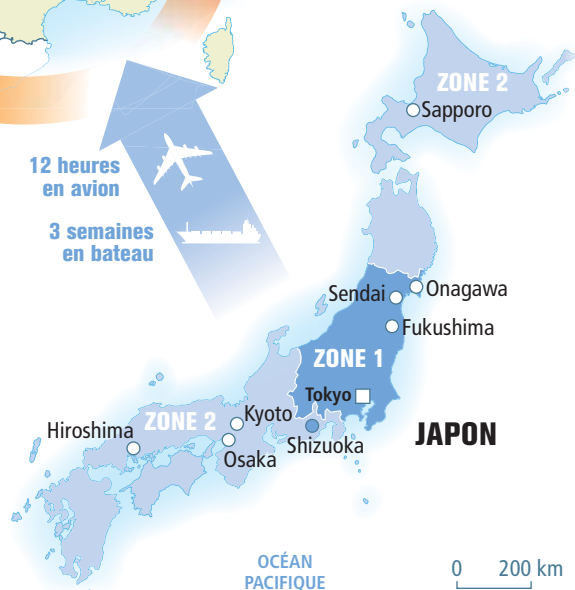 ZONE 2
Sapporo
12 heures
en avion
3 semaines
en bateau
Sendai
Onagawa
Fukushima
ZONE 1
Tokyo
JAPON
Kyoto
ZONE 2
Hiroshima
Osaka
Shizuoka
OCÉAN
PACIFIQUE
0 200 km